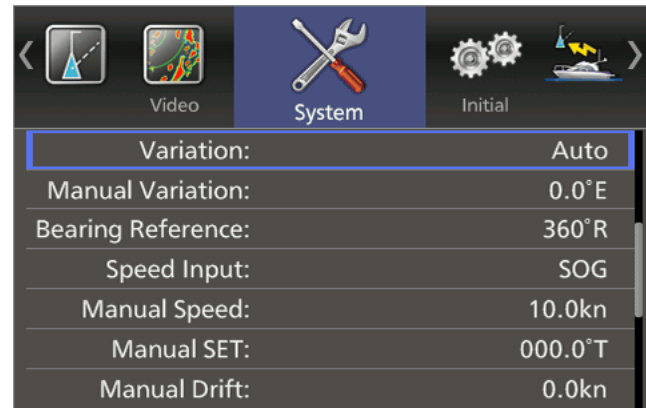 Video
System
Initial
Variation: Auto
Manual Variation: 0.0°E
Bearing Reference: 360°R
Speed Input: SOG
Manual Speed: 10.0kn
Manual SET: 000.0°T
Manual Drift: 0.0kn